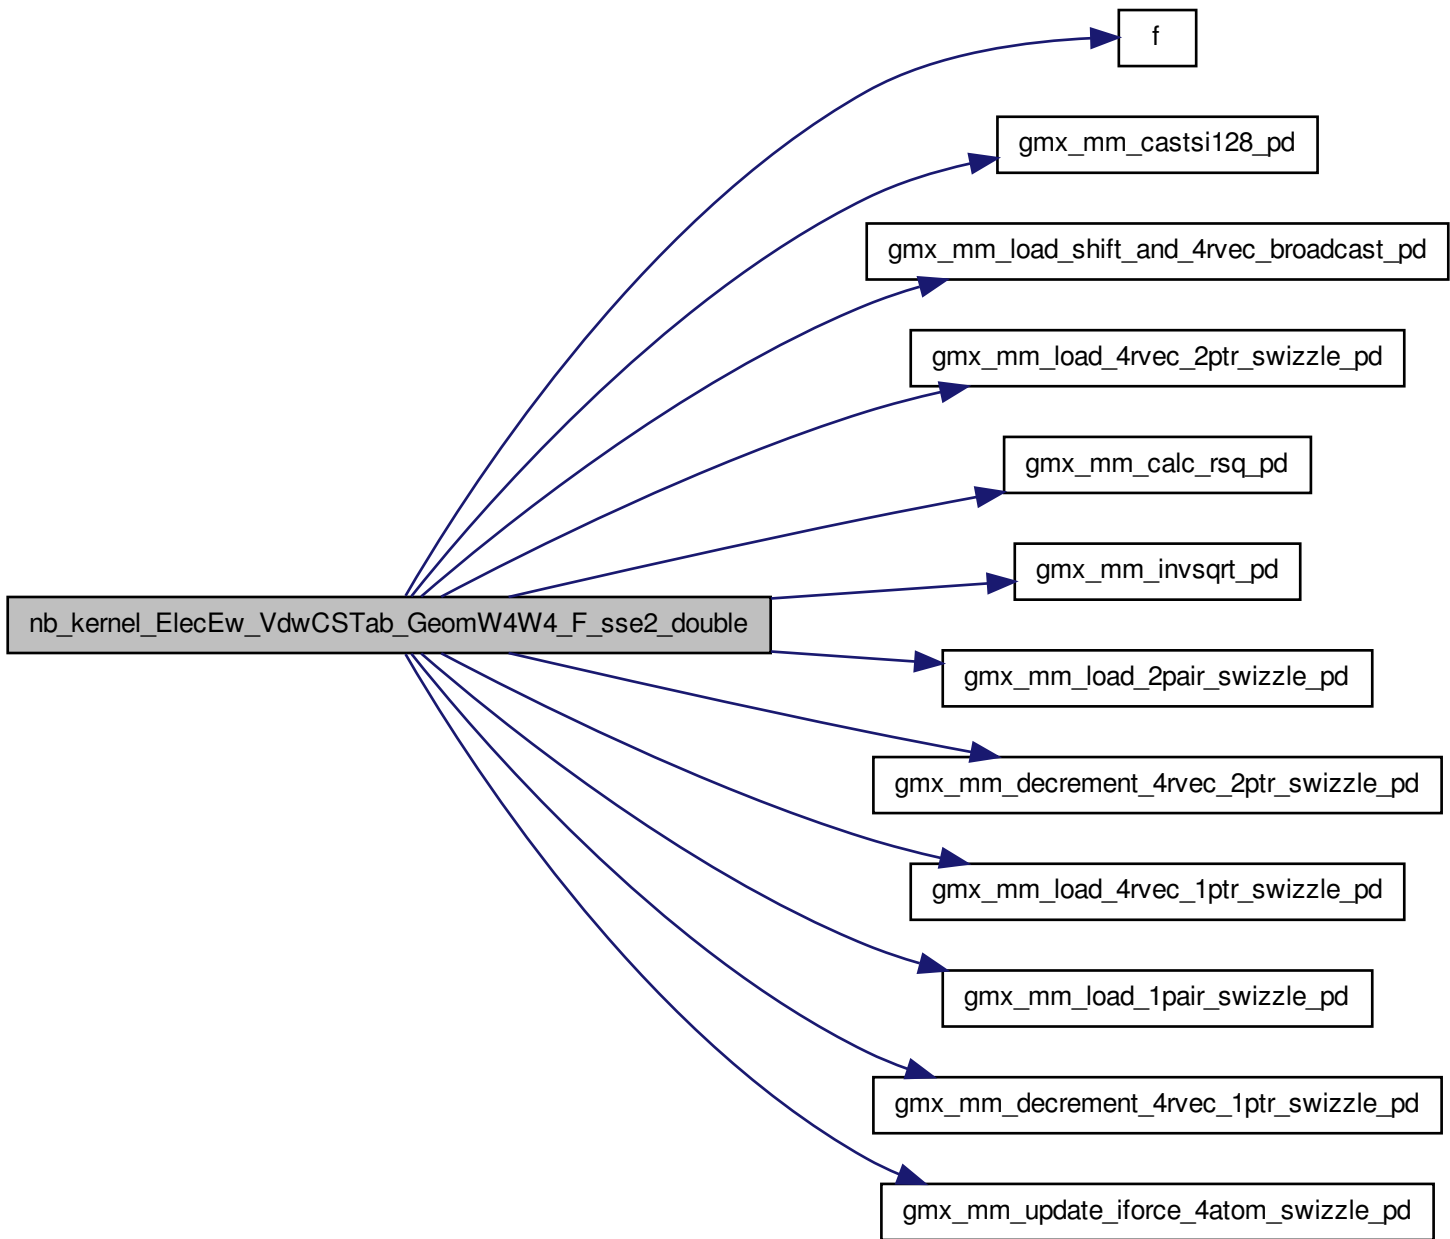 f
gmx_mm_castsi128_pd
gmx_mm_load_shift_and_4rvec_broadcast_pd
gmx_mm_load_4rvec_2ptr_swizzle_pd
gmx_mm_calc_rsq_pd
gmx_mm_invsqrt_pd
nb_kernel_ElecEw_VdwCSTab_GeomW4W4_F_sse2_double
gmx_mm_load_2pair_swizzle_pd
gmx_mm_decrement_4rvec_2ptr_swizzle_pd
gmx_mm_load_4rvec_1ptr_swizzle_pd
gmx_mm_load_1pair_swizzle_pd
gmx_mm_decrement_4rvec_1ptr_swizzle_pd
gmx_mm_update_iforce_4atom_swizzle_pd